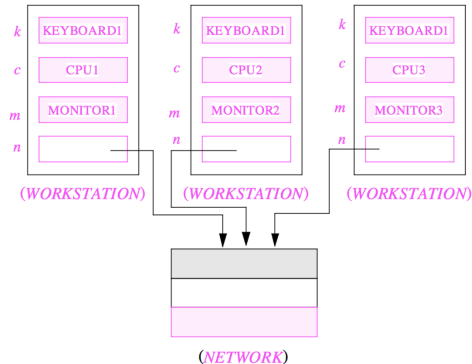 k KEYBOARD1 k KEYBOARD1 k KEYBOARD1
c CPU1 c CPU2 c CPU3
m MONITOR1 m MONITOR2 m MONITOR3
n n n
(WORKSTATION) (WORKSTATION) (WORKSTATION)
(NETWORK)